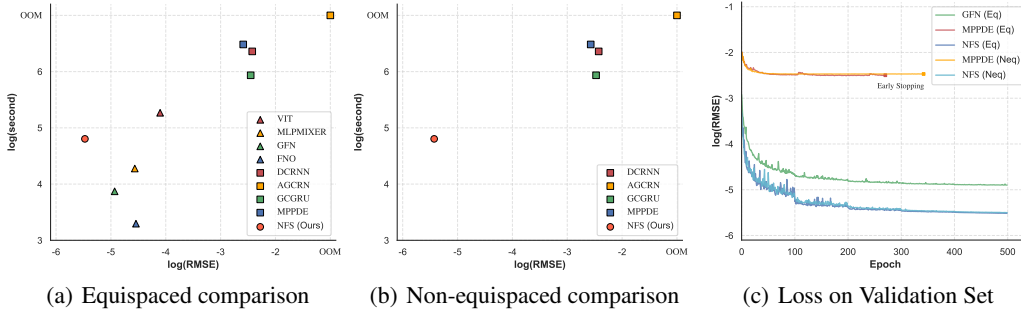 OOM
6
5
4
3
log(second)
-6
-5
-4
-3
-2
-1
OOM
log(RMSE)
VIT
MLPMIXER
GFN
FNO
DCRNN
AGCRN
GCGRU
MPPDE
NFS (Ours)
(a) Equispaced comparison
OOM
6
5
4
3
log(second)
-6
-5
-4
-3
-2
-1
OOM
log(RMSE)
DCRNN
AGCRN
GCGRU
MPPDE
NFS (Ours)
(b) Non-equispaced comparison
-1
-2
-3
-4
-5
-6
log(RMSE)
0
100
200
300
400
500
Epoch
GFN (Eq)
MPPDE (Eq)
NFS (Eq)
MPPDE (Neq)
NFS (Neq)
Early Stopping
(c) Loss on Validation Set